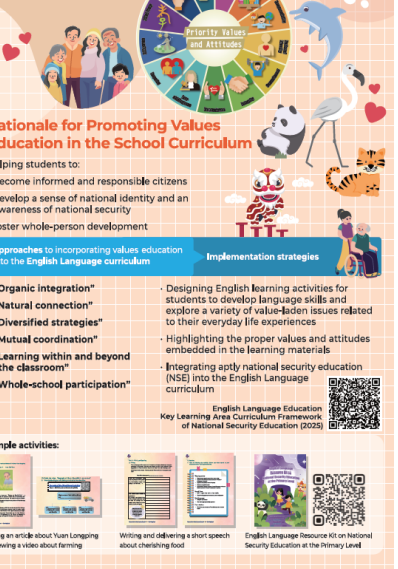 Priority Values
and Attitudes
ationale for Promoting Values
ducation in the School Curriculum
lping students to:
ecome informed and responsible citizens
evelop a sense of national identity and an
wareness of national security
oster whole-person development
pproaches to incorporating values education
to the English Language curriculum
Implementation strategies
Organic integration"
Natural connection"
Diversified strategies"
Mutual coordination"
Learning within and beyond
the classroom"
Whole-school participation"
· Designing English learning activities for
students to develop language skills and
explore a variety of value-laden issues related
to their everyday life experiences
· Highlighting the proper values and attitudes
embedded in the learning materials
· Integrating aptly national security education
(NSE) into the English Language
curriculum
English Language Education
Key Learning Area Curriculum Framework
of National Security Education (2025)
mple activities:
g an article about Yuan Longping
ewing a video about farming
Writing and delivering a short speech
about cherishing food
English Language Resource Kit on National
Security Education at the Primary Level